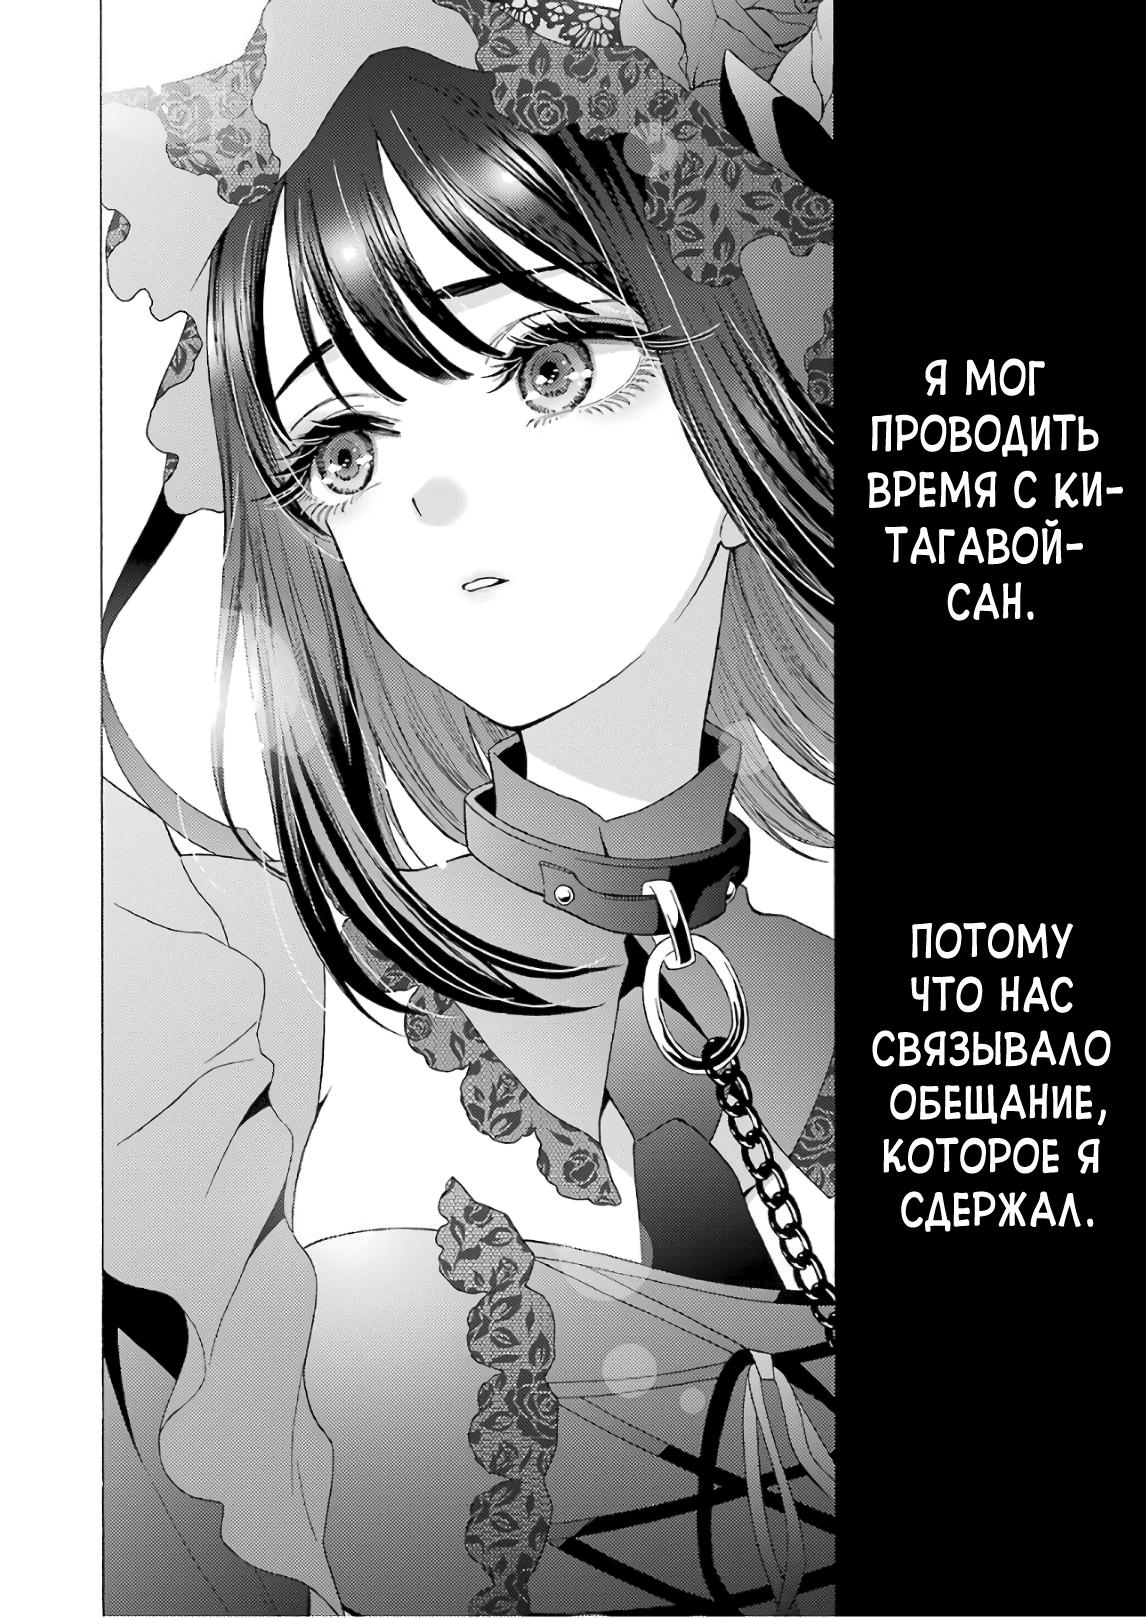 Я МОГ
ПРОВОДИТЬ
ВРЕМЯ С КИ-
ТАГАВОЙ-
САН.
ПОТОМУ
ЧТО НАС
СВЯЗЫВАЛО
ОБЕЩАНИЕ,
КОТОРОЕ Я
СДЕРЖАЛ.